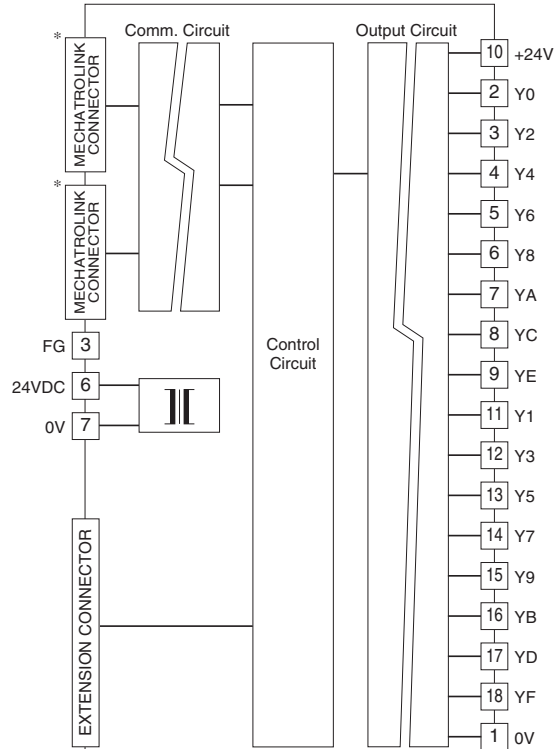 Comm. Circuit
Output Circuit
*
MECHATROLINK
CONNECTOR
*
MECHATROLINK
CONNECTOR
FG 3
24VDC 6
0V 7
EXTENSION CONNECTOR
Control
Circuit
10 +24V
2 Y0
3 Y2
4 Y4
5 Y6
6 Y8
7 YA
8 YC
9 YE
11 Y1
12 Y3
13 Y5
14 Y7
15 Y9
16 YB
17 YD
18 YF
1 0V